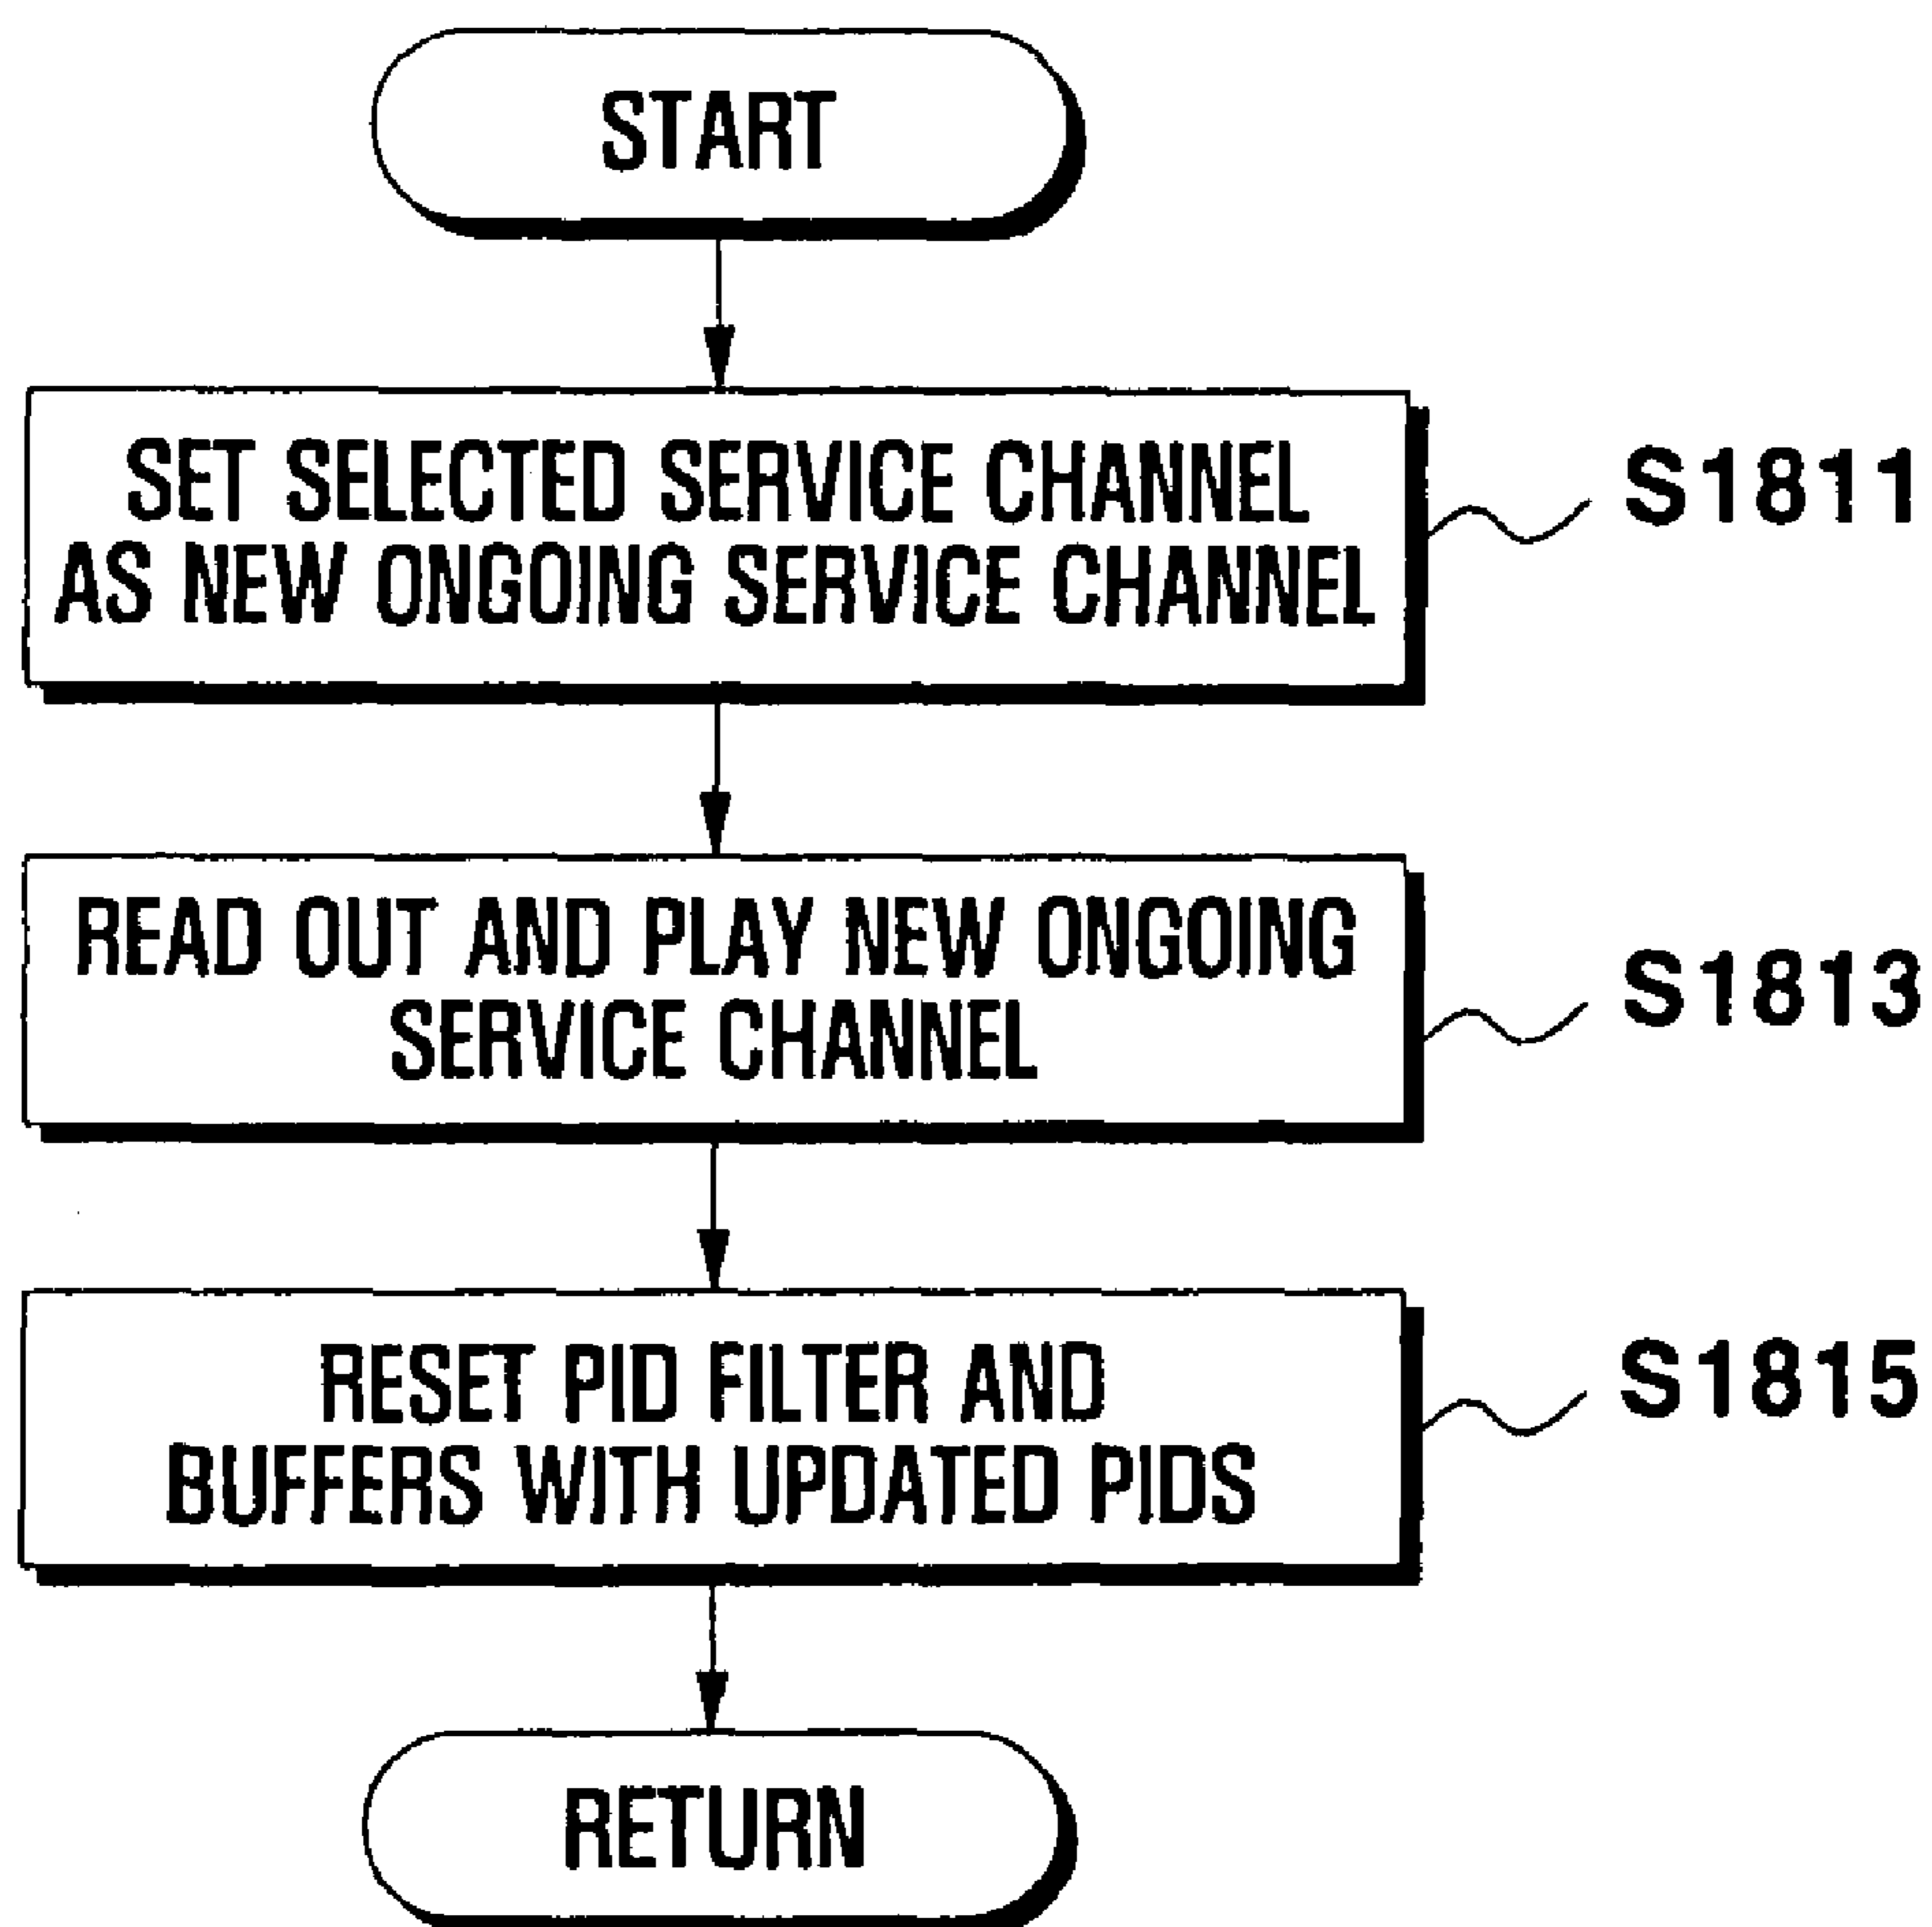 START
SET SELECTED SERVICE CHANNEL
AS NEW ONGOING SERVICE CHANNEL
S1811
READ OUT AND PLAY NEW ONGOING
SERVICE CHANNEL
S1813
RESET PID FILTER AND
BUFFERS WITH UPDATED PIDS
S1815
RETURN